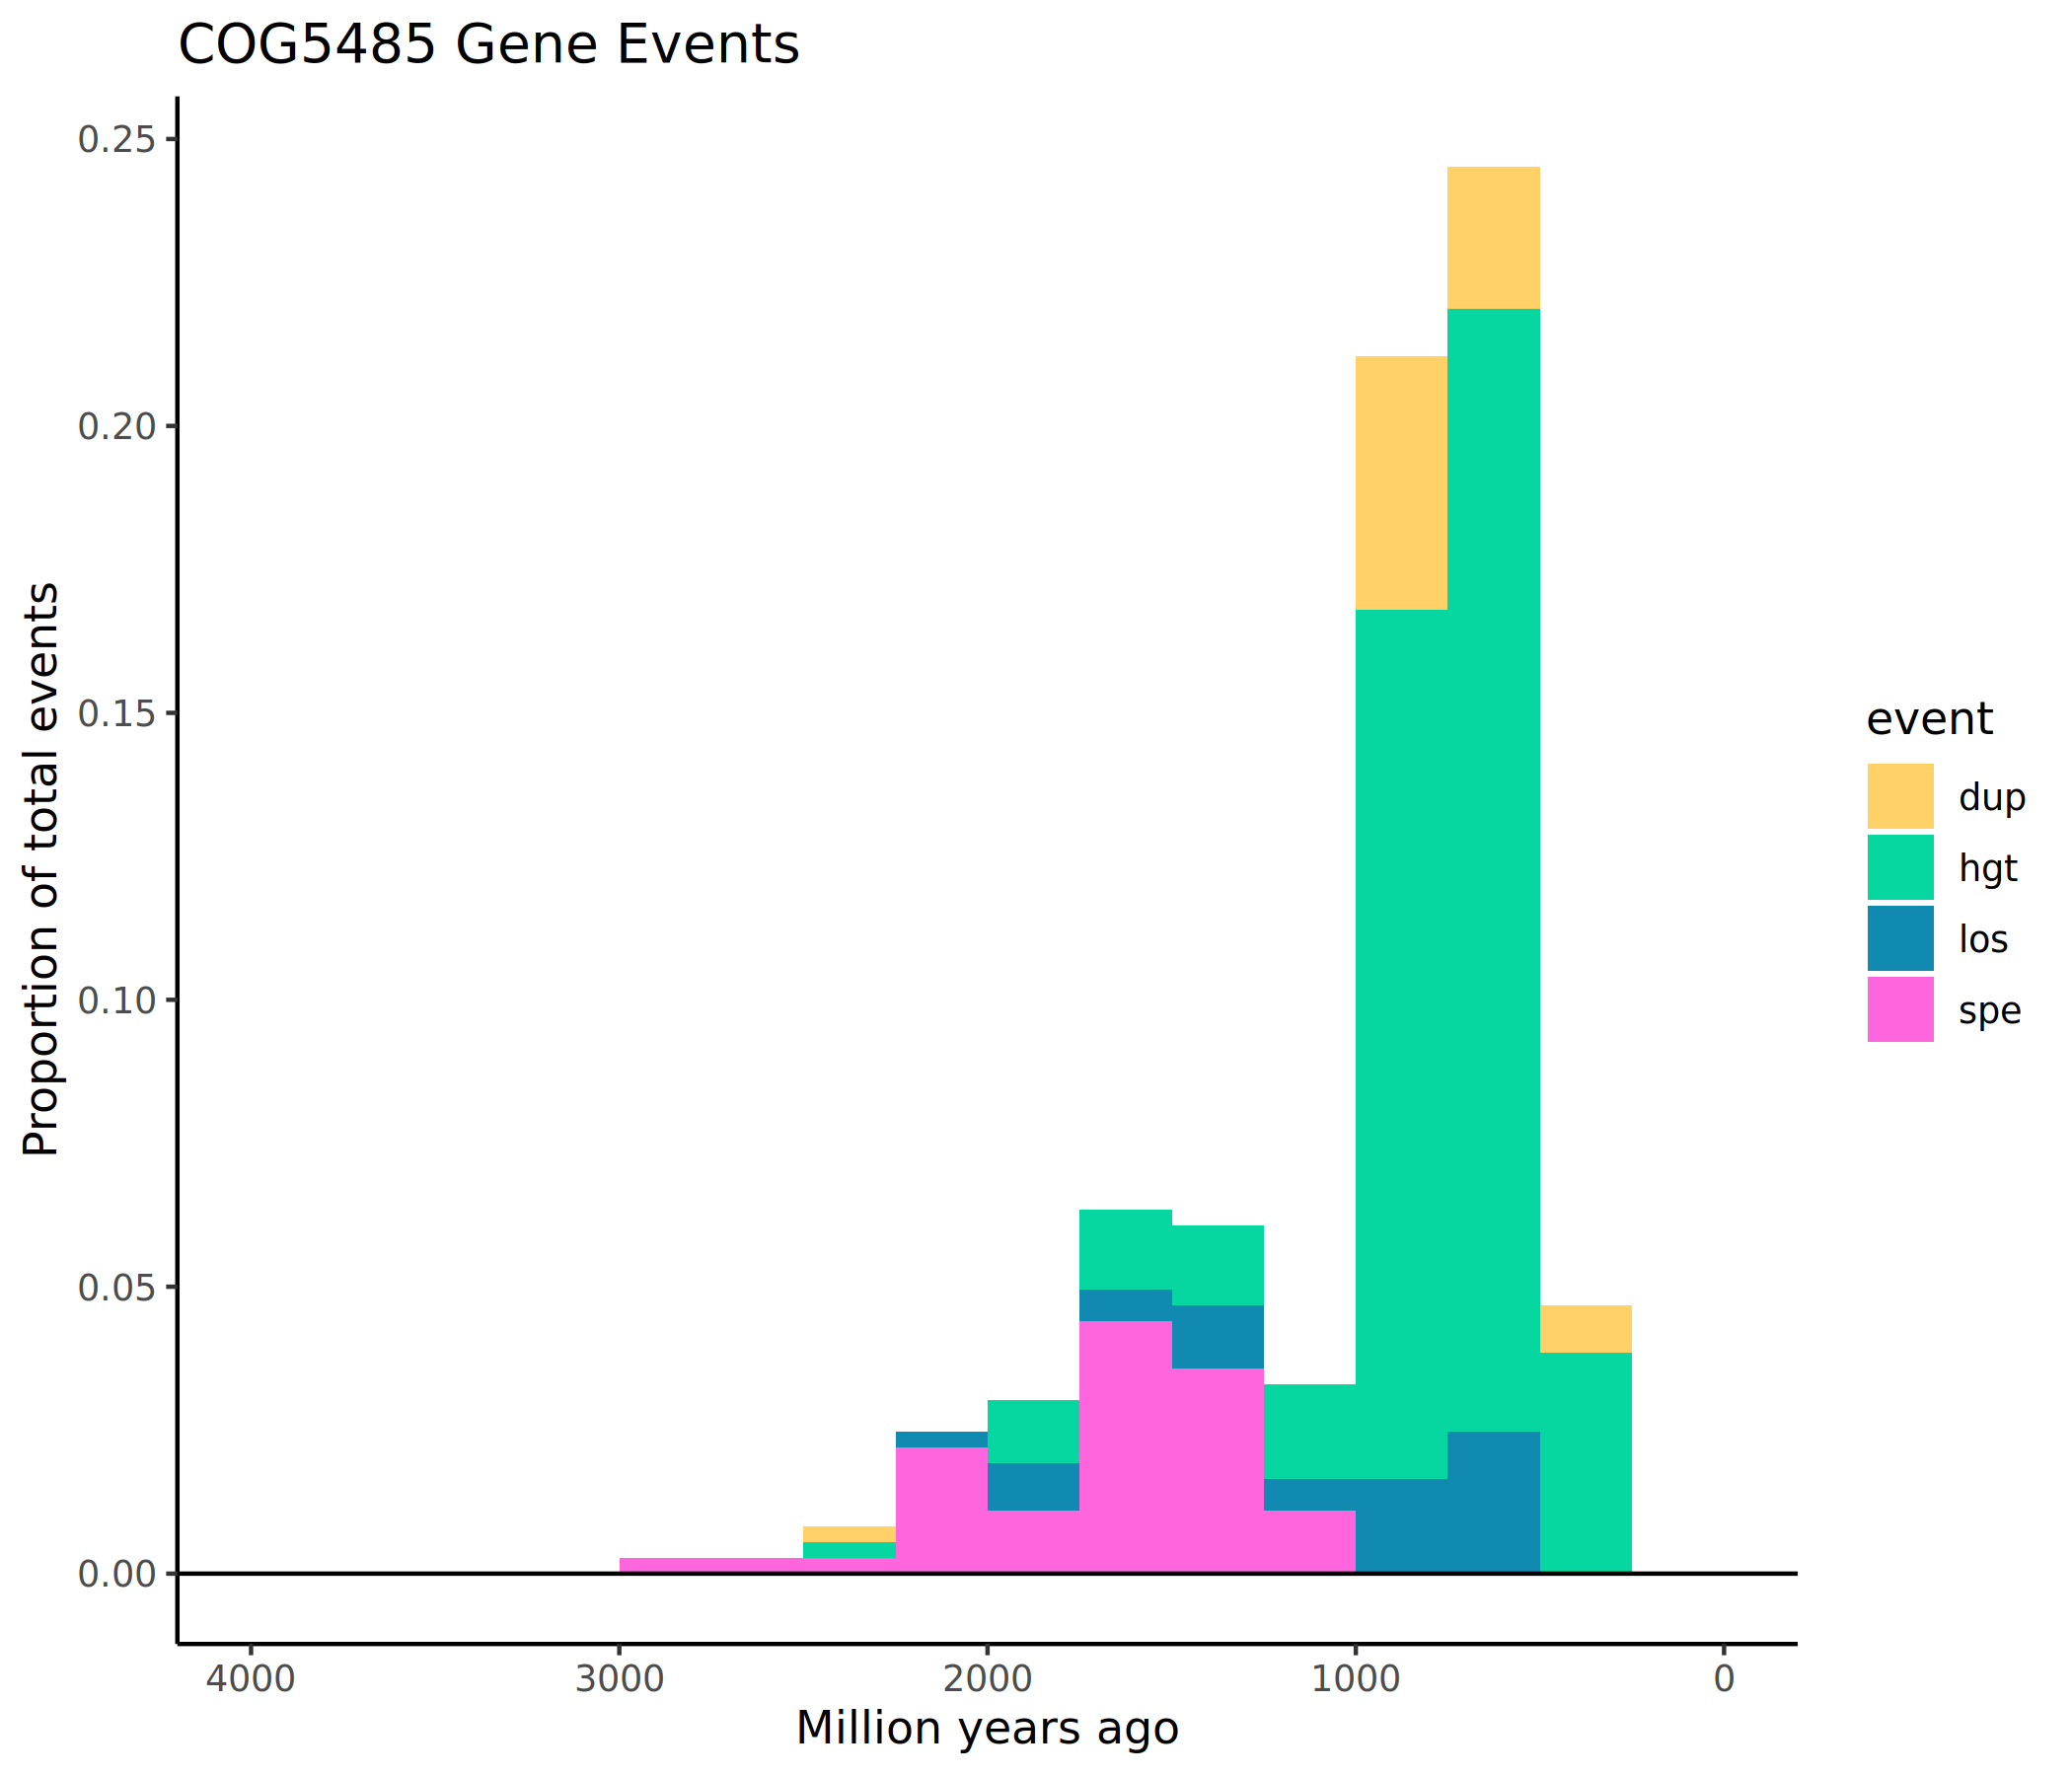 COG5485 Gene Events
Proportion of total events
0.25
0.20
0.15
0.10
0.05
0.00
4000 3000 2000 1000 0
Million years ago
event
dup
hgt
los
spe